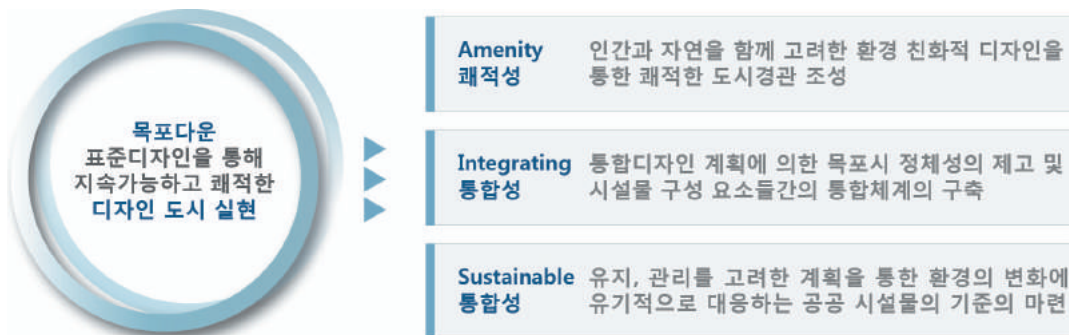 목포다운
표준디자인을 통해
지속가능하고 쾌적한
디자인 도시 실현
Amenity
쾌적성
인간과 자연을 함께 고려한 환경 친화적 디자인을
통한 쾌적한 도시경관 조성
Integrating
통합성
통합디자인 계획에 의한 목포시 정체성의 제고 및
시설물 구성 요소들간의 통합체계의 구축
Sustainable
통합성
유지, 관리를 고려한 계획을 통한 환경의 변화에
유기적으로 대응하는 공공 시설물의 기준의 마련